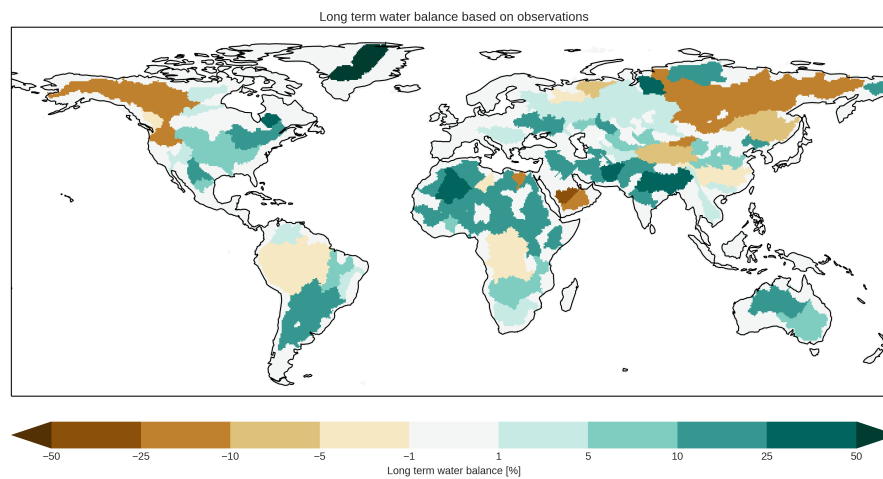 Long term water balance based on observations
−50 −25 −10 −5 −1 1 5 10 25 50
Long term water balance [%]